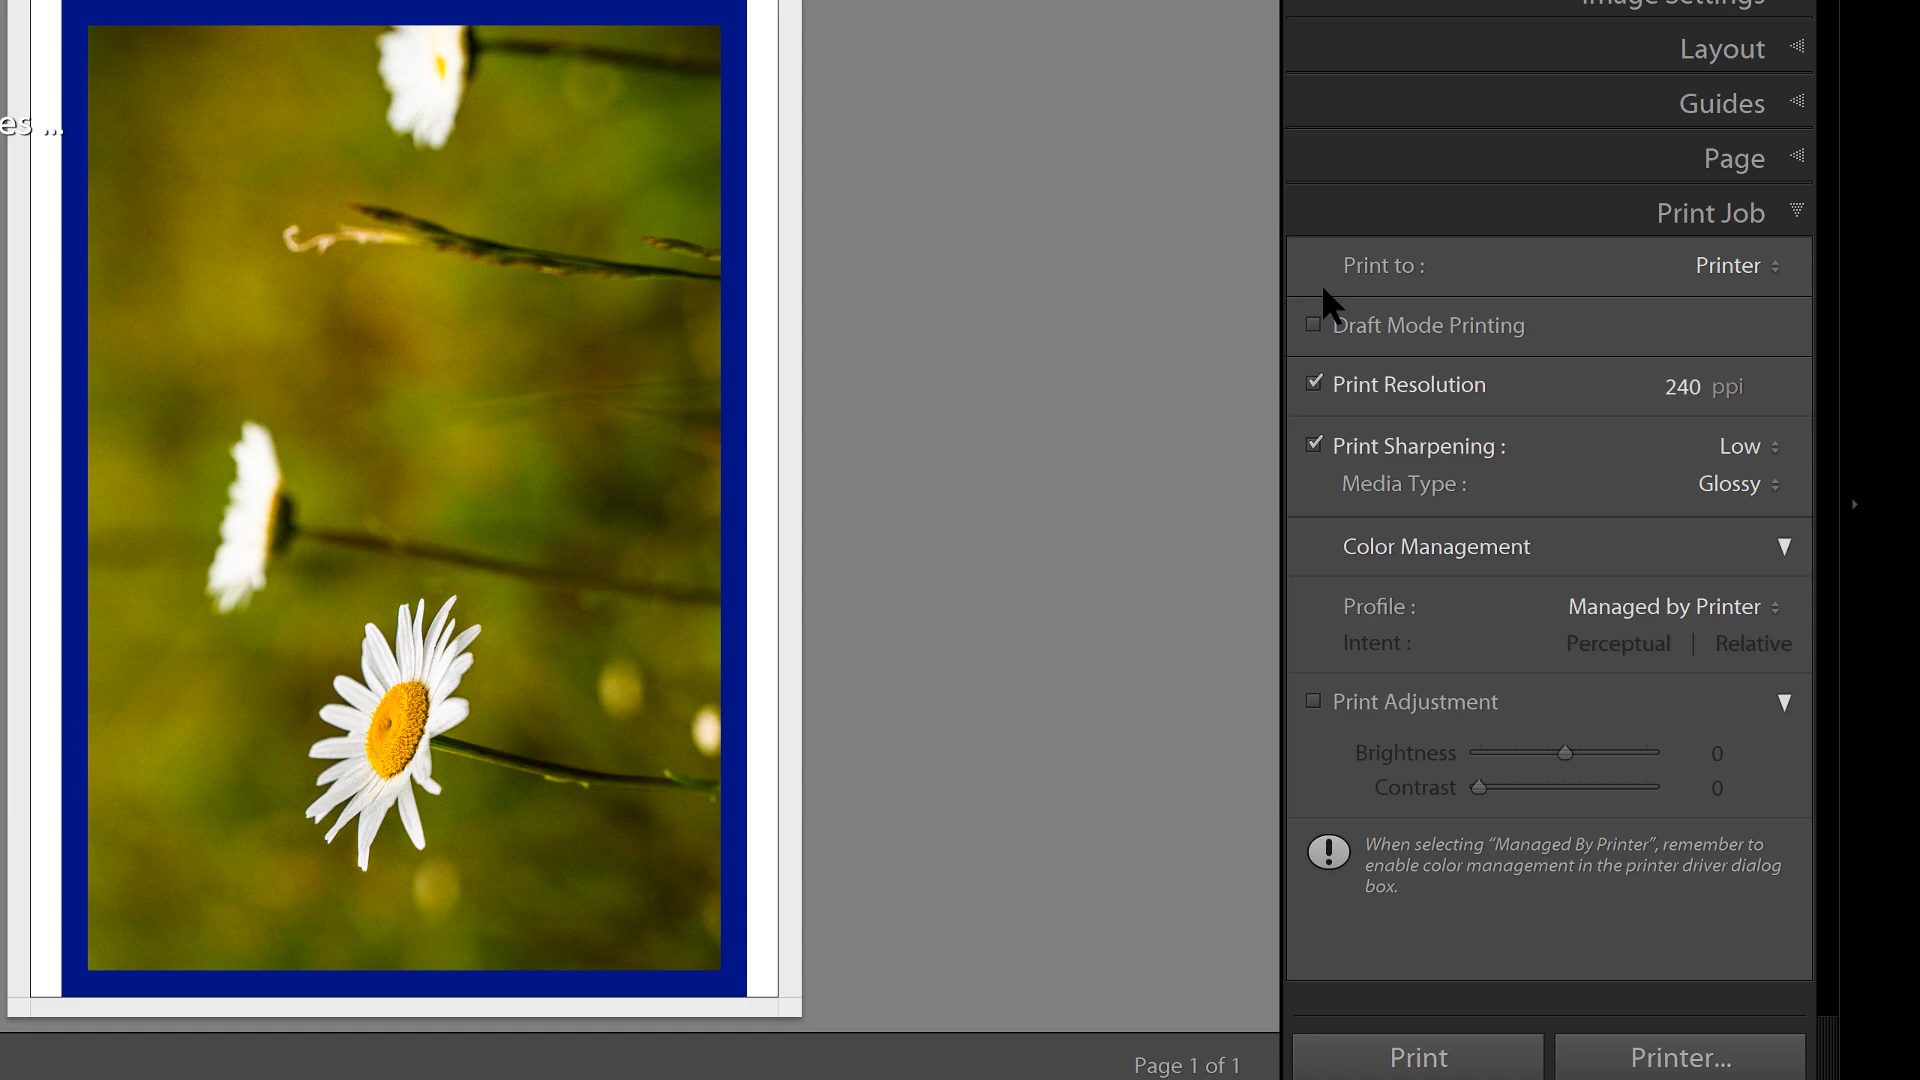 Image Settings
Layout
Guides
Page
Print Job
es ...
Print to : Printer
Draft Mode Printing
Print Resolution 240 ppi
Print Sharpening : Low
Media Type : Glossy
Color Management
Profile : Managed by Printer
Intent : Perceptual | Relative
Print Adjustment
Brightness 0
Contrast 0
When selecting “Managed By Printer”, remember to
enable color management in the printer driver dialog
box.
Page 1 of 1
Print Printer...